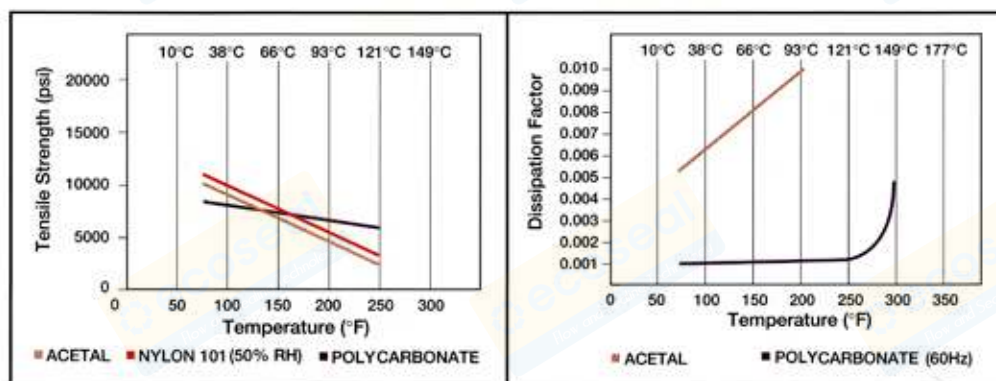 10°C 38°C 66°C 93°C 121°C 149°C
20000
15000
10000
5000
0
Tensile Strength (psi)
0 50 100 150 200 250 300
Temperature (°F)
ACETAL NYLON 101 (50% RH) POLYCARBONATE
10°C 38°C 66°C 93°C 121°C 149°C 177°C
0.010
0.009
0.008
0.006
0.005
0.004
0.003
0.002
0.001
Dissipation Factor
0 50 100 150 200 250 300 350
Temperature (°F)
ACETAL POLYCARBONATE (60Hz)
ecoseal